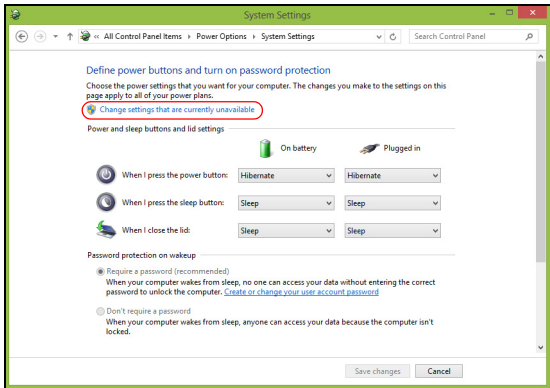 System Settings
« All Control Panel Items Power Options System Settings
Search Control Panel
Define power buttons and turn on password protection
Choose the power settings that you want for your computer. The changes you make to the settings on this
page apply to all of your power plans.
Change settings that are currently unavailable
Power and sleep buttons and lid settings
On battery Plugged in
When I press the power button: Hibernate Hibernate
When I press the sleep button: Sleep Sleep
When I close the lid: Sleep Sleep
Password protection on wakeup
Require a password (recommended)
When your computer wakes from sleep, no one can access your data without entering the correct
password to unlock the computer. Create or change your user account password
Don't require a password
When your computer wakes from sleep, anyone can access your data because the computer isn't
locked.
Save changes Cancel